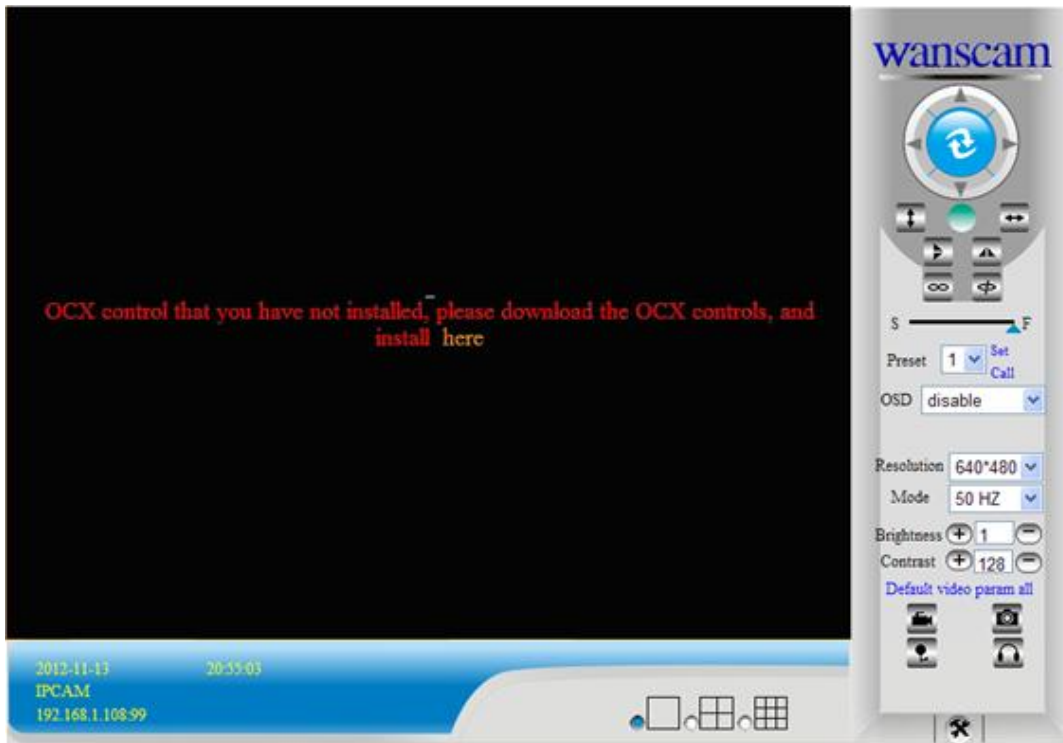 wanscam
OCX control that you have not installed, please download the OCX controls, and
install here
S F
Preset 1 Set
Call
OSD disable
Resolution 640*480
Mode 50 HZ
Brightness + 1 -
Contrast + 128 -
Default video param all
2012-11-13 20:55:03
IPCAM
192.168.1.108:99